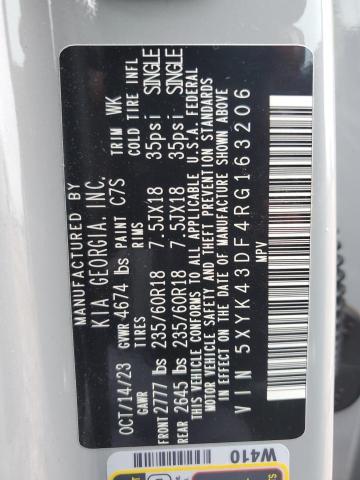 MANUFACTURED BY
KIA GEORGIA, INC.
OCT/14/23 GVWR 4674 lbs PAINT C7S TRIM WK
GAWR TIRES RIMS COLD TIRE INFL
FRONT 2777 lbs 235/60R18 7.5JX18 35psi SINGLE
REAR 2645 lbs 235/60R18 7.5JX18 35psi SINGLE
THIS VEHICLE CONFORMS TO ALL APPLICABLE U.S.A. FEDERAL
MOTOR VEHICLE SAFETY AND THEFT PREVENTION STANDARDS
IN EFFECT ON THE DATE OF MANUFACTURE SHOWN ABOVE.
VIN 5XYK43DF4RG163206
MPV
W410